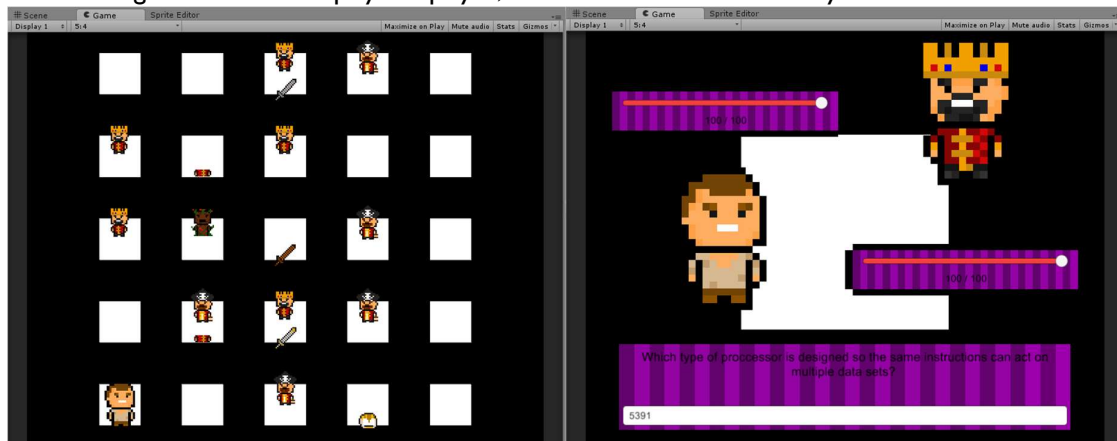 Scene Game Sprite Editor
Display 1 5:4 Maximize on Play Mute audio Stats Gizmos
Scene Game Sprite Editor
Display 1 5:4 Maximize on Play Mute audio Stats Gizmos
100 / 100
100 / 100
Which type of proccessor is designed so the same instructions can act on
multiple data sets?
5391